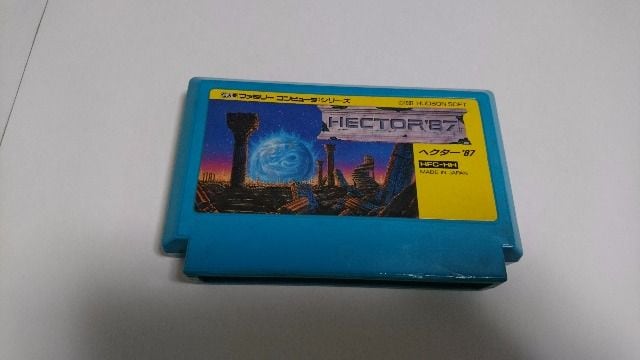 ファミリー コンピュータ シリーズ
HUDSON SOFT
HECTOR'87
ヘクター'87
HFC-HH
MADE IN JAPAN